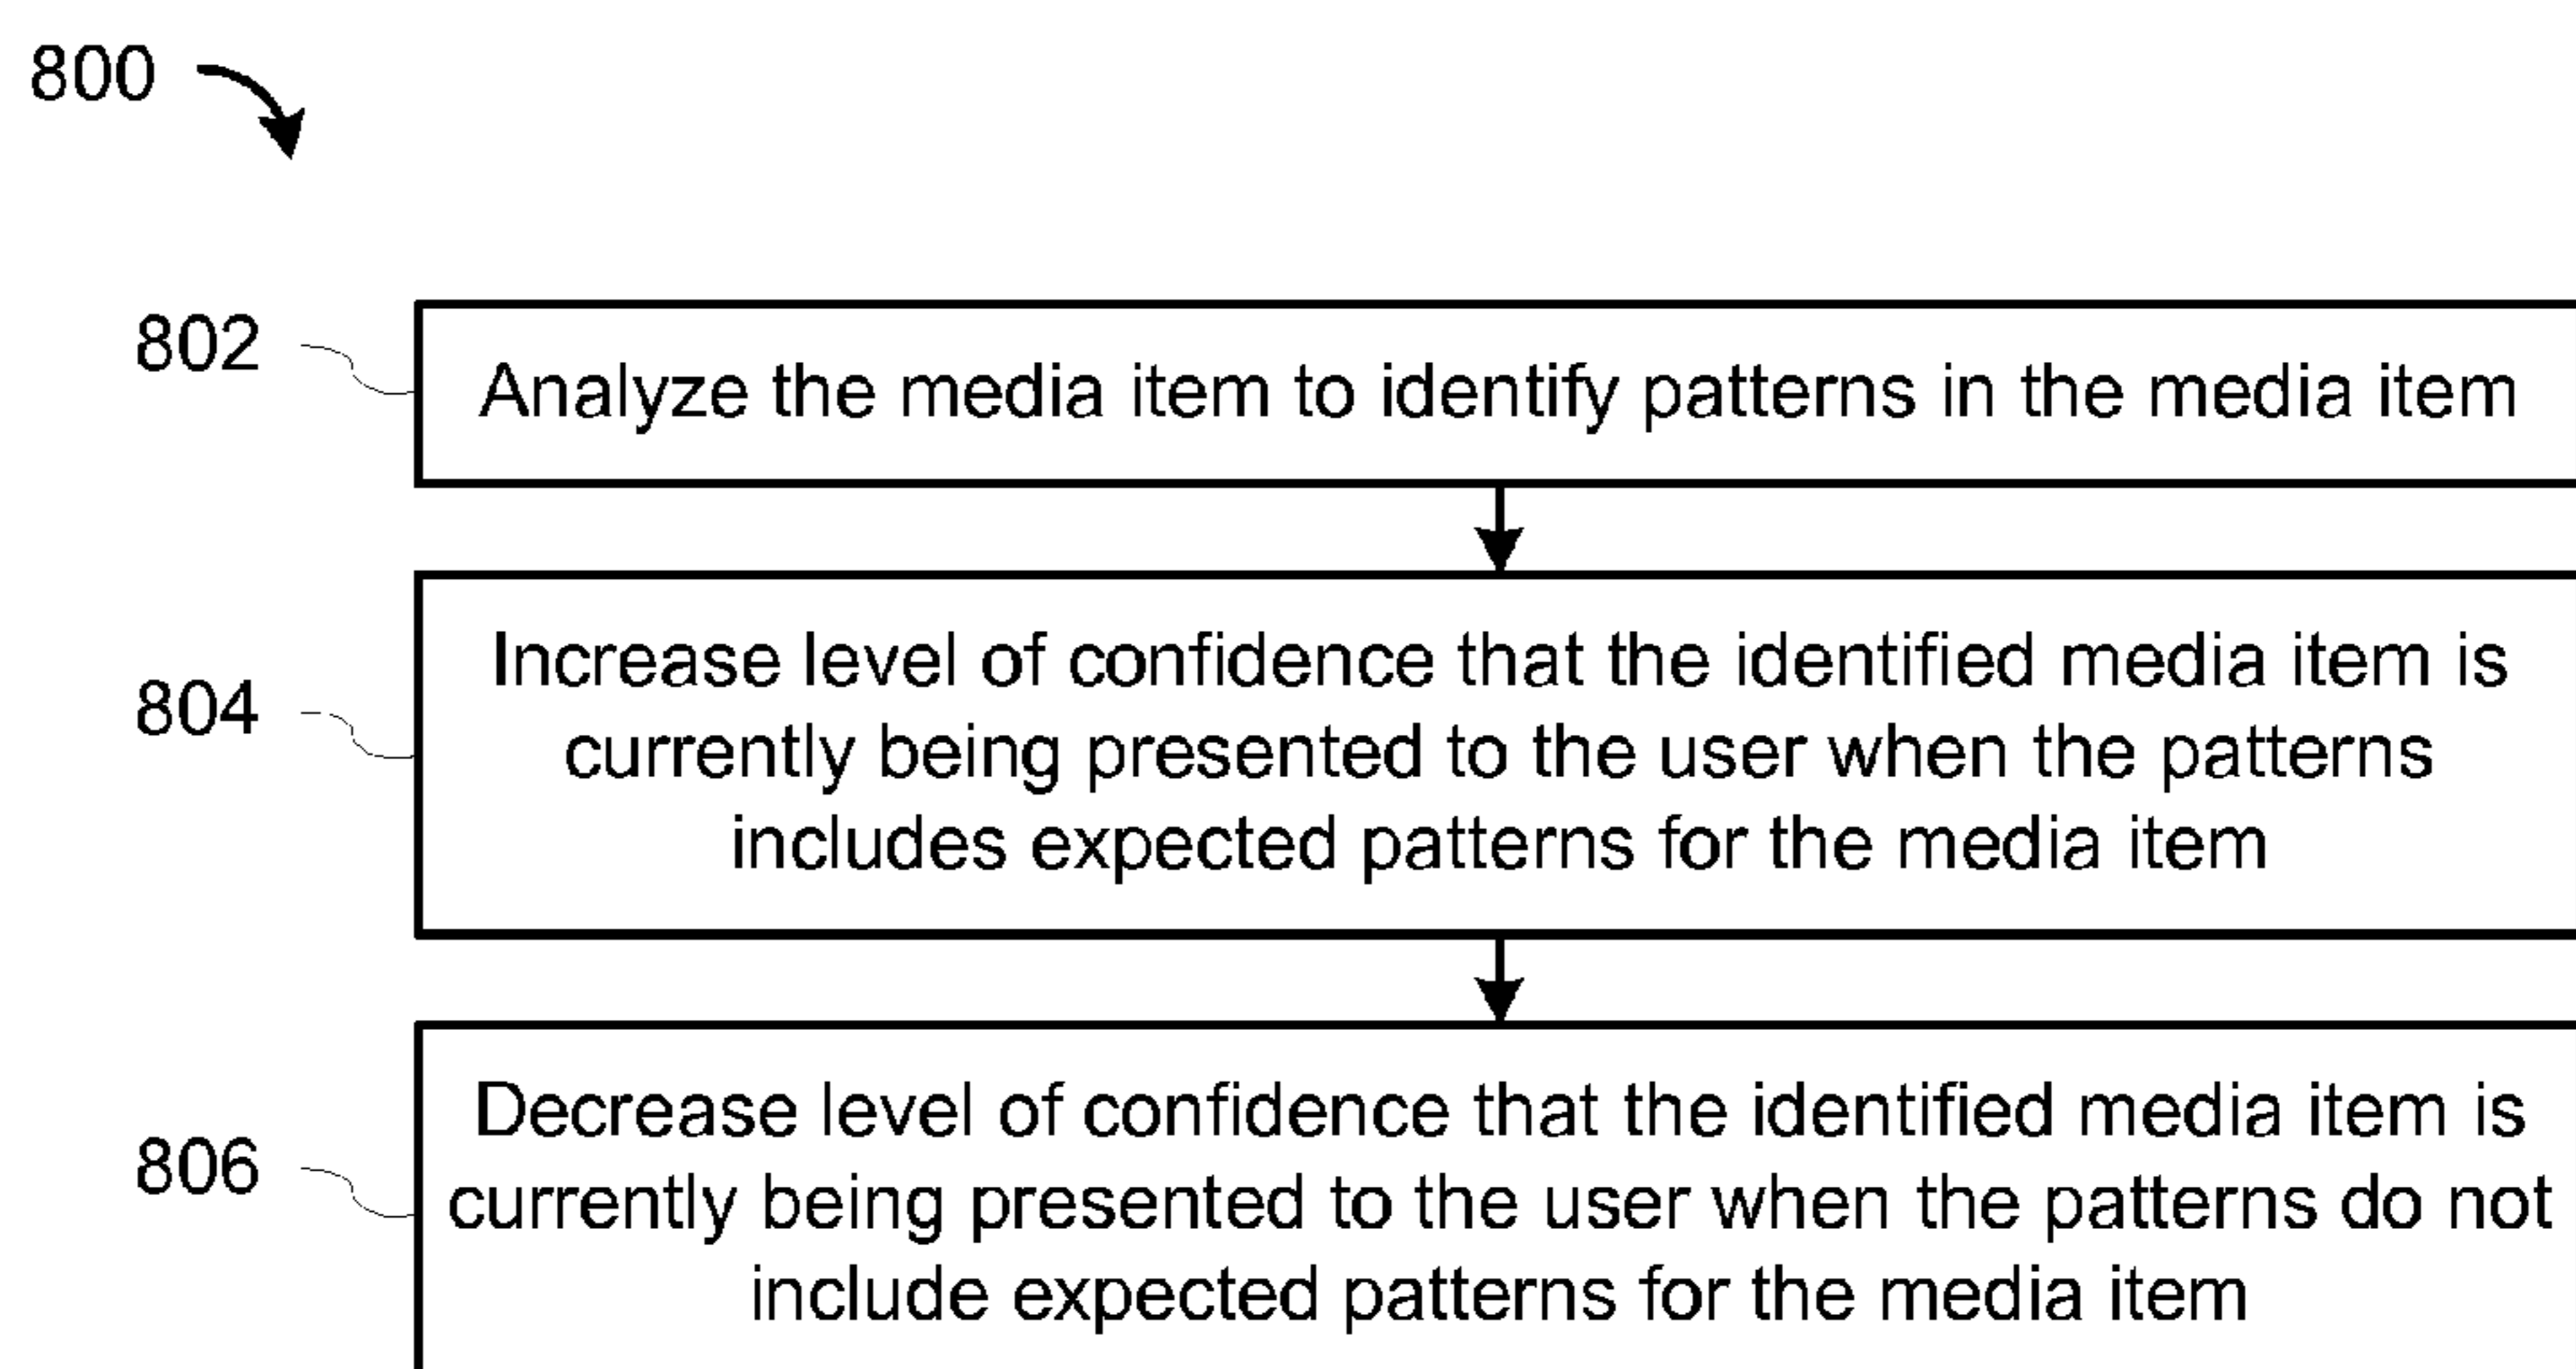 800
802
Analyze the media item to identify patterns in the media item
804
Increase level of confidence that the identified media item is
currently being presented to the user when the patterns
includes expected patterns for the media item
806
Decrease level of confidence that the identified media item is
currently being presented to the user when the patterns do not
include expected patterns for the media item